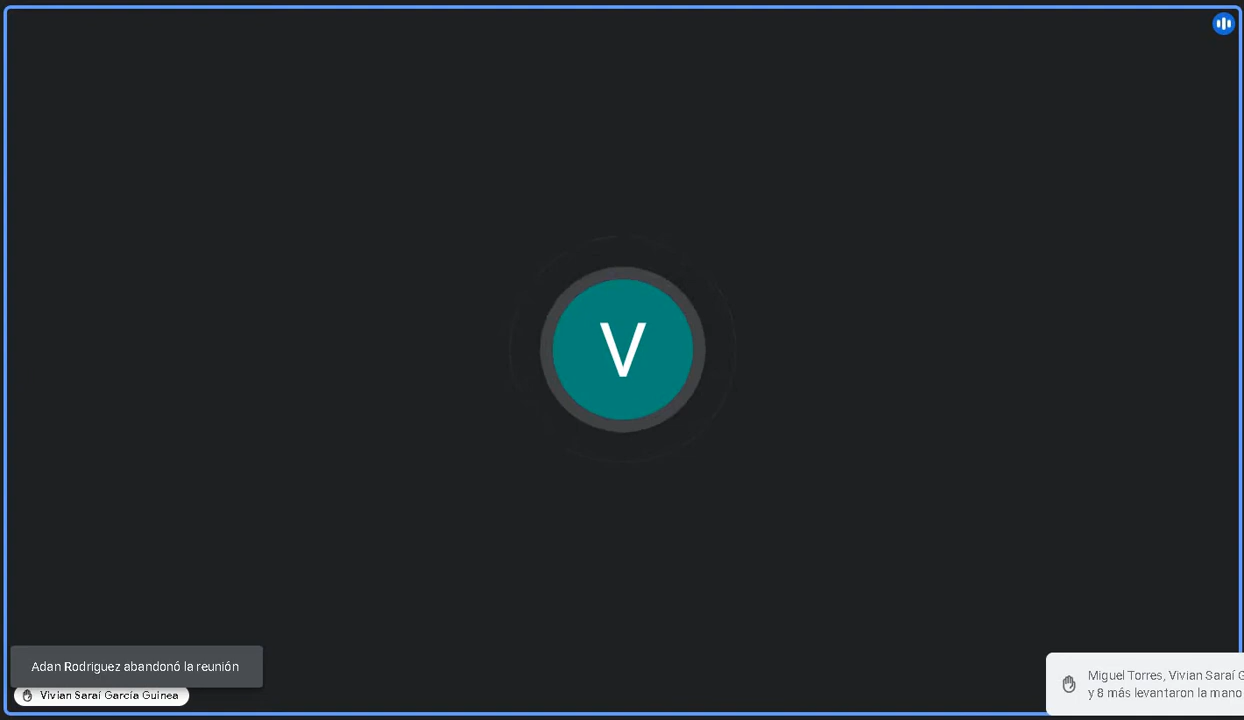 V
Adan Rodriguez abandonó la reunión
Vivian Saraí García Guinea
Miguel Torres, Vivian Saraí G
y 8 más levantaron la mano